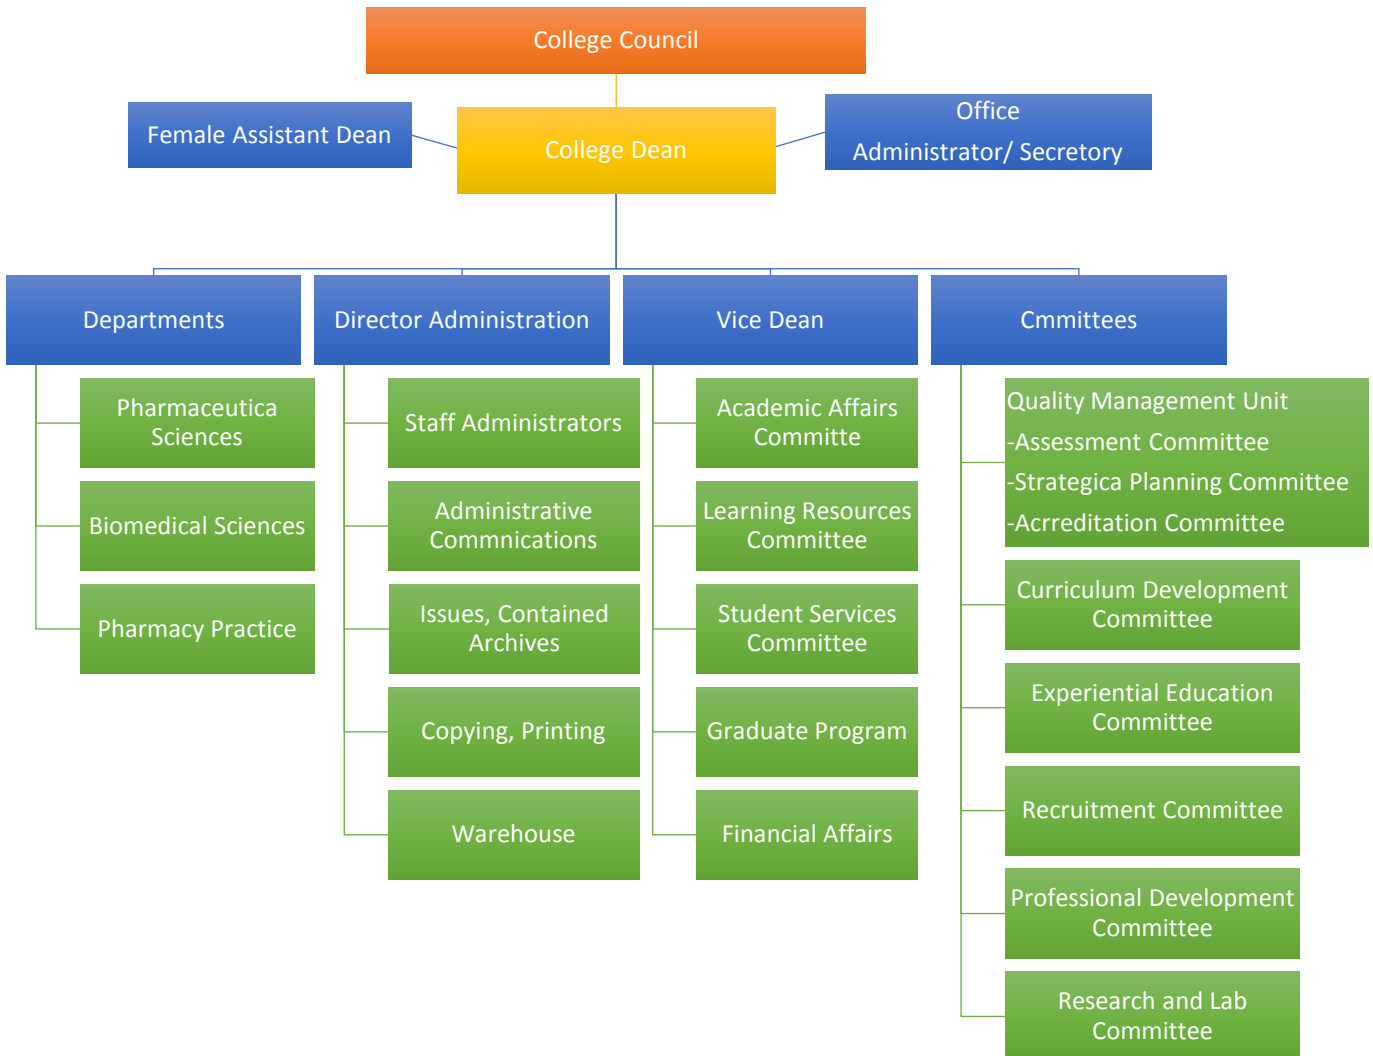 College Council
Female Assistant Dean
College Dean
Office
Administrator/ Secretory
Departments
Director Administration
Vice Dean
Cmmittees
Pharmaceutica
Sciences
Biomedical Sciences
Pharmacy Practice
Staff Administrators
Administrative
Commnications
Issues, Contained
Archives
Copying, Printing
Warehouse
Academic Affairs
Committe
Learning Resources
Committee
Student Services
Committee
Graduate Program
Financial Affairs
Quality Management Unit
-Assessment Committee
-Strategica Planning Committee
-Acrreditation Committee
Curriculum Development
Committee
Experiential Education
Committee
Recruitment Committee
Professional Development
Committee
Research and Lab
Committee